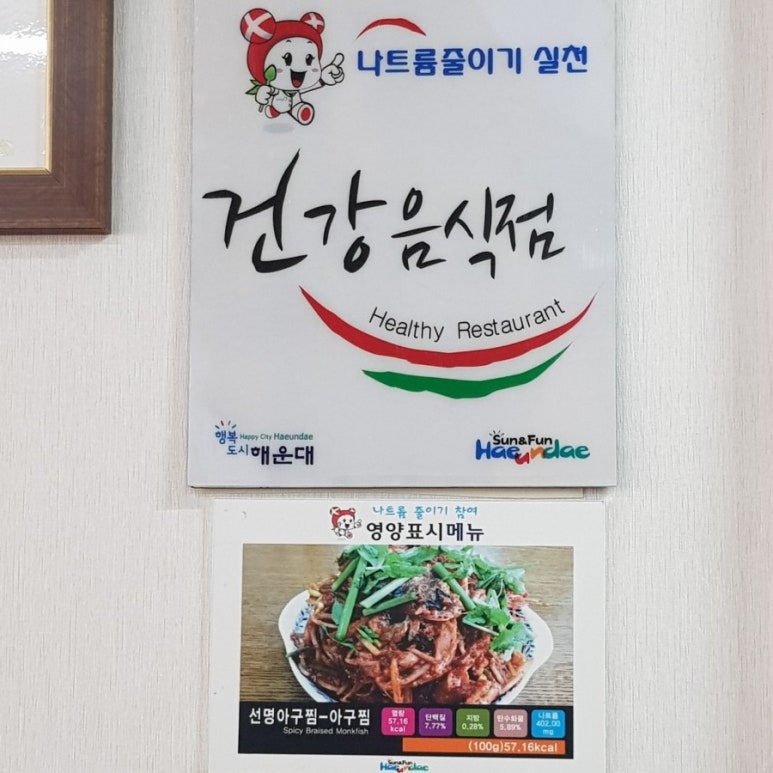 나트륨줄이기 실천
건강음식점
Healthy Restaurant
행복 Happy City Haeundae
도시 해운대
Sun&Fun
Haeundae
나트륨 줄이기 참여
영양표시메뉴
선명아구찜-아구찜
Spicy Braised Monkfish
열량 57.16 kcal
단백질 7.77%
지방 0.28%
탄수화물 5.89%
나트륨 402.00 mg
(100g)57.16kcal
Sun&Fun
Haeundae